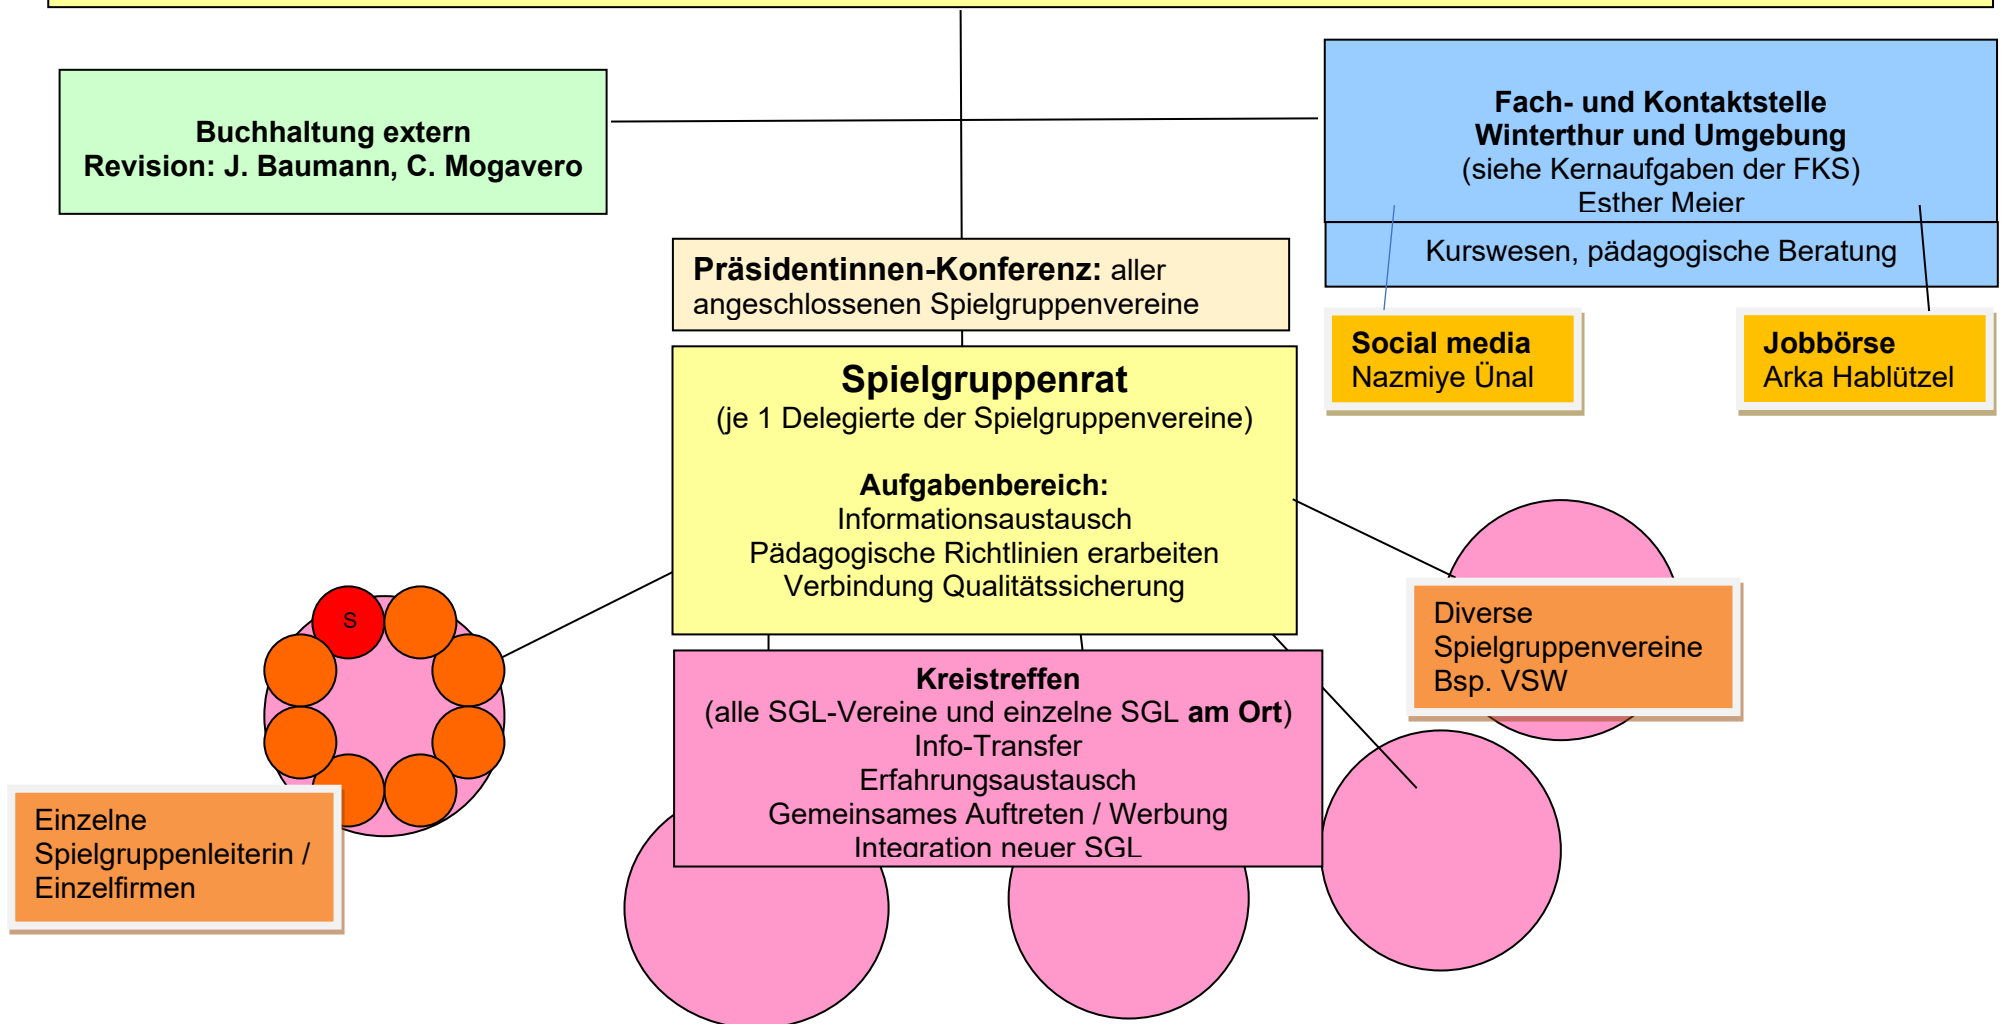 Buchhaltung extern
Revision: J. Baumann, C. Mogavero
Fach- und Kontaktstelle
Winterthur und Umgebung
(siehe Kernaufgaben der FKS)
Esther Meier
Kurswesen, pädagogische Beratung
Präsidentinnen-Konferenz: aller
angeschlossenen Spielgruppenvereine
Social media
Nazmiye Ünal
Jobbörse
Arka Hablützel
Spielgruppenrat
(je 1 Delegierte der Spielgruppenvereine)
Aufgabenbereich:
Informationsaustausch
Pädagogische Richtlinien erarbeiten
Verbindung Qualitätssicherung
S
Diverse
Spielgruppenvereine
Bsp. VSW
Kreistreffen
(alle SGL-Vereine und einzelne SGL am Ort)
Info-Transfer
Erfahrungsaustausch
Gemeinsames Auftreten / Werbung
Integration neuer SGL
Einzelne
Spielgruppenleiterin /
Einzelfirmen